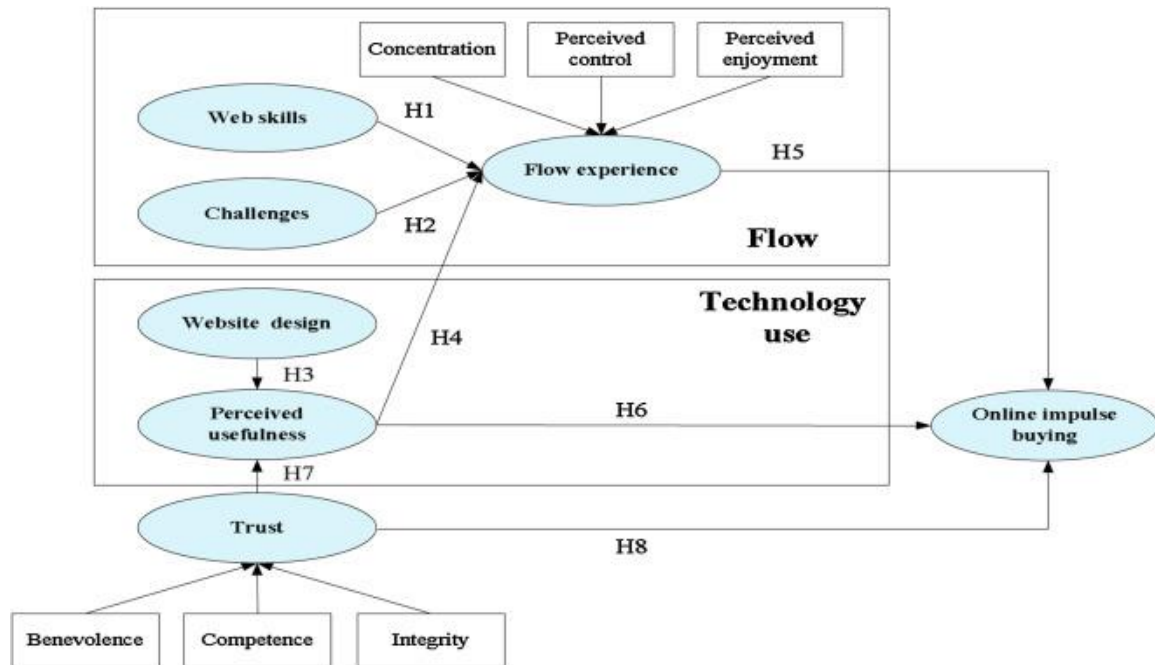 Concentration
Perceived
control
Perceived
enjoyment
Web skills
H1
Flow experience
H5
Challenges
H2
Flow
Website design
Technology
use
H3
H4
Perceived
usefulness
H6
Online impulse
buying
H7
Trust
H8
Benevolence
Competence
Integrity